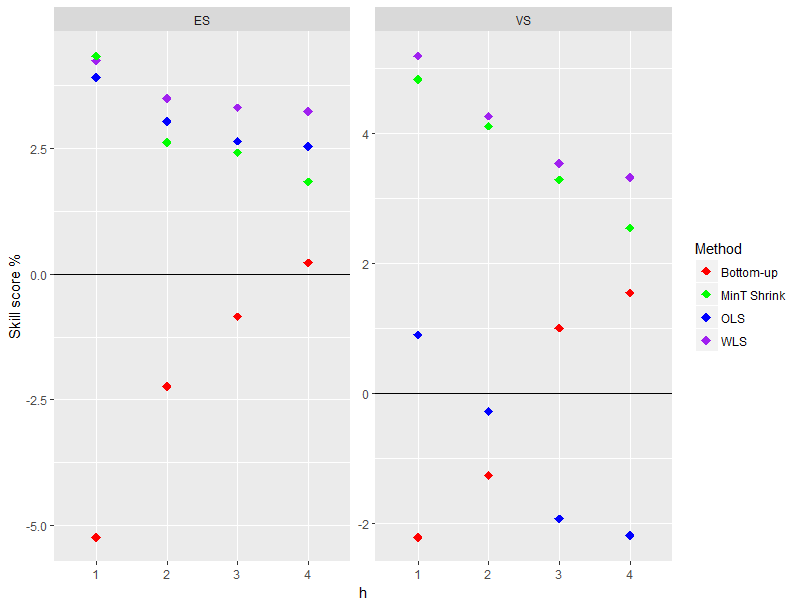 ES
VS
Skill score %
2.5
0.0
-2.5
-5.0
4
2
0
-2
1 2 3 4
1 2 3 4
h
Method
Bottom-up
MinT Shrink
OLS
WLS